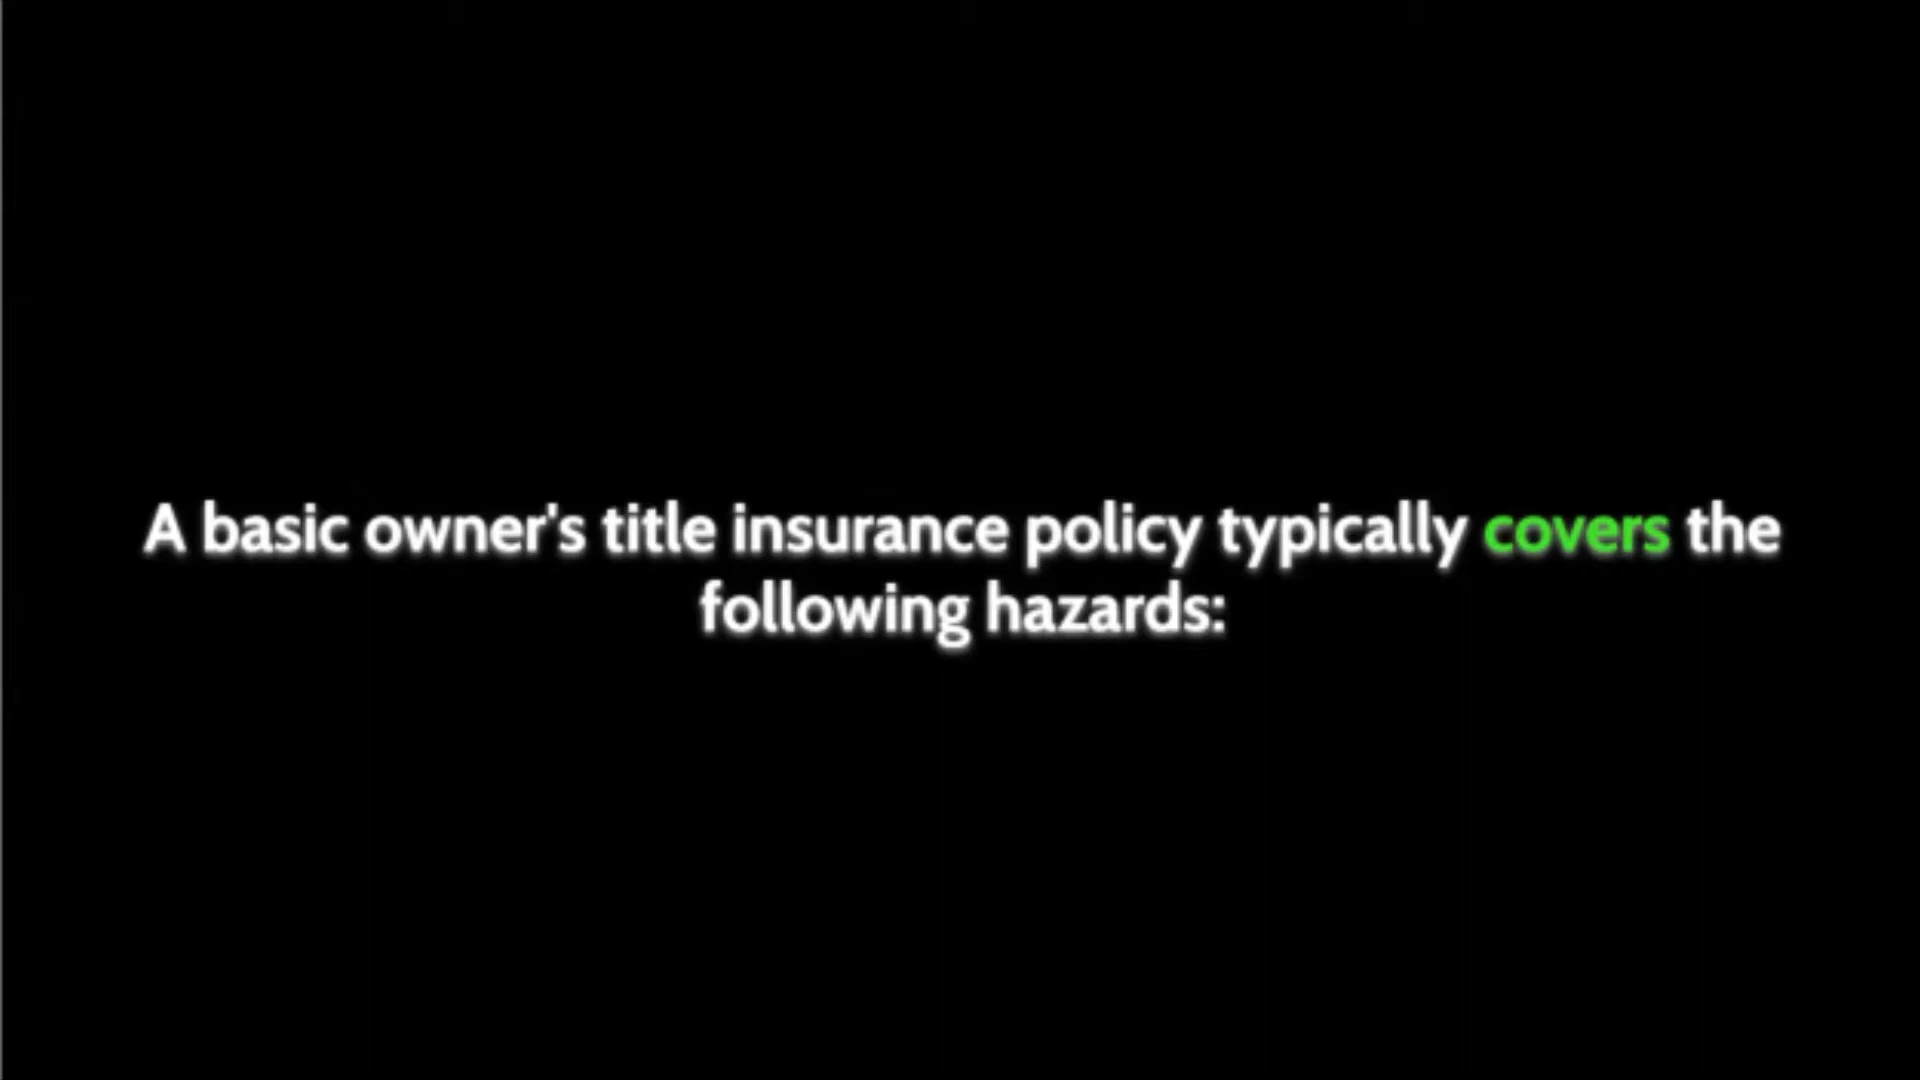 A basic owner's title insurance policy typically covers the
following hazards: